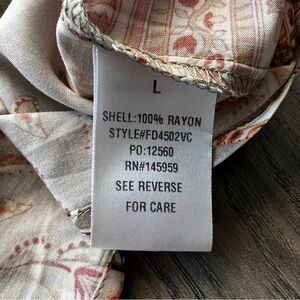 L
SHELL:100% RAYON
STYLE#FD4502VC
PO:12560
RN#145959
SEE REVERSE
FOR CARE